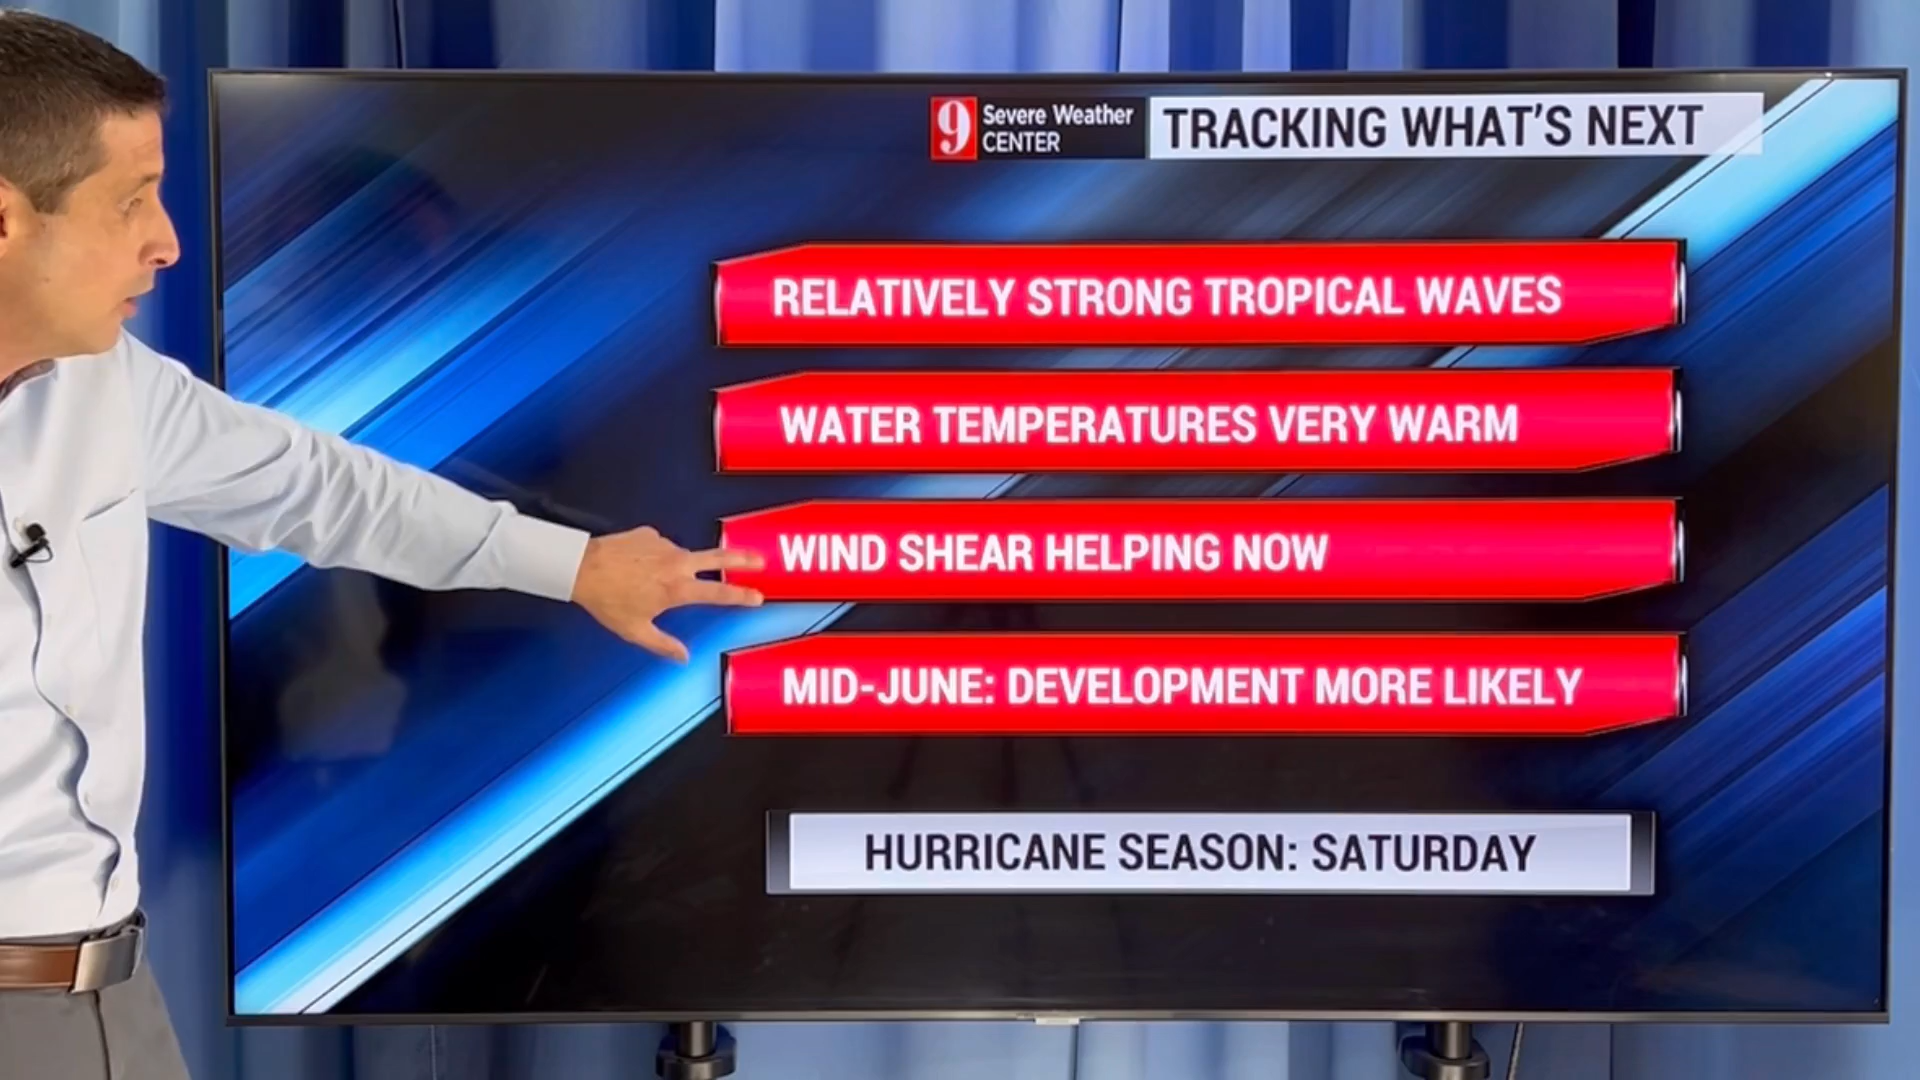 9
Severe Weather
CENTER
TRACKING WHAT'S NEXT
RELATIVELY STRONG TROPICAL WAVES
WATER TEMPERATURES VERY WARM
WIND SHEAR HELPING NOW
MID-JUNE: DEVELOPMENT MORE LIKELY
HURRICANE SEASON: SATURDAY